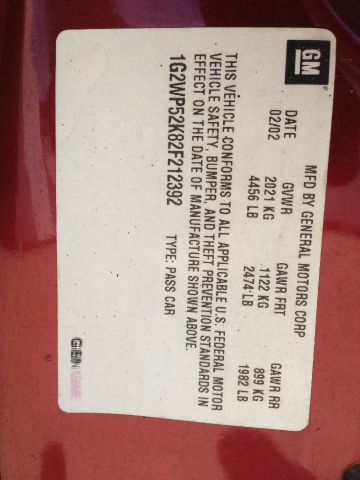 GM
MFD BY GENERAL MOTORS CORP
DATE GVWR GAWR FRT GAWR RR
02/02 2021 KG 1122 KG 899 KG
4456 LB 2474 LB 1982 LB
THIS VEHICLE CONFORMS TO ALL APPLICABLE U.S. FEDERAL MOTOR
VEHICLE SAFETY, BUMPER, AND THEFT PREVENTION STANDARDS IN
EFFECT ON THE DATE OF MANUFACTURE SHOWN ABOVE.
1G2WP52K82F212392 TYPE: PASS CAR